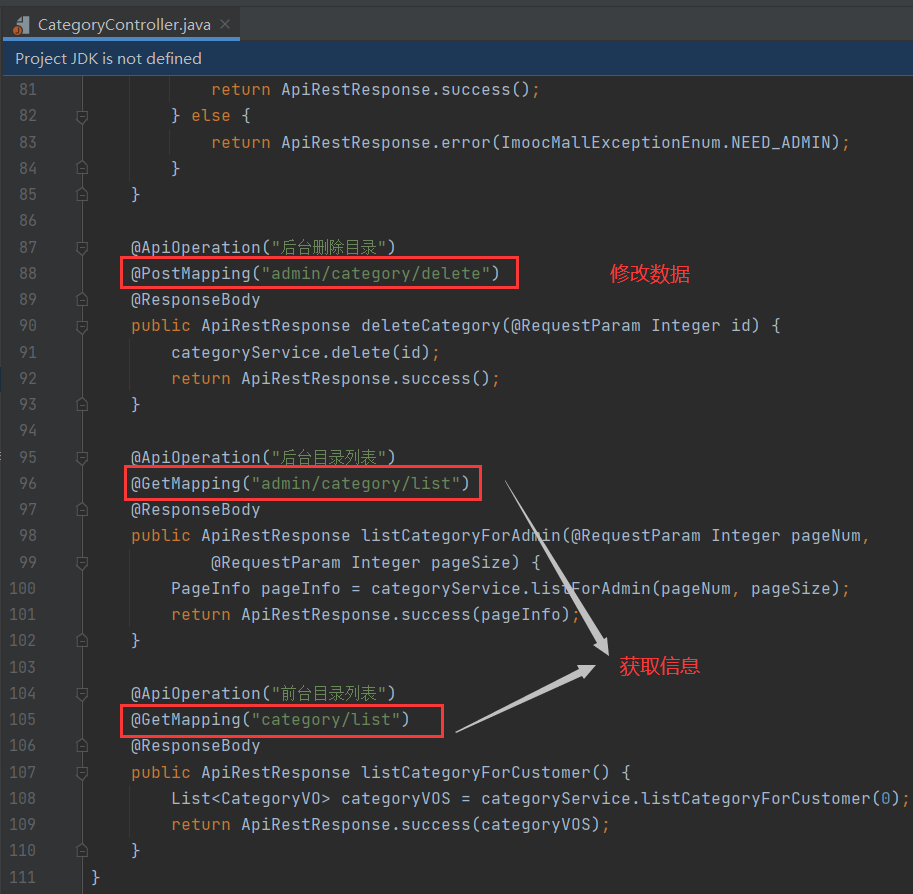 CategoryController.java
Project JDK is not defined
81 return ApiRestResponse.success();
82 } else {
83 return ApiRestResponse.error(ImoocMallExceptionEnum.NEED_ADMIN);
84 }
85 }
86
87 @ApiOperation("后台删除目录")
88 @PostMapping("admin/category/delete") 修改数据
89 @ResponseBody
90 public ApiRestResponse deleteCategory(@RequestParam Integer id) {
91 categoryService.delete(id);
92 return ApiRestResponse.success();
93 }
94
95 @ApiOperation("后台目录列表")
96 @GetMapping("admin/category/list")
97 @ResponseBody
98 public ApiRestResponse listCategoryForAdmin(@RequestParam Integer pageNum,
99 @RequestParam Integer pageSize) {
100 PageInfo pageInfo = categoryService.listForAdmin(pageNum, pageSize);
101 return ApiRestResponse.success(pageInfo);
102 }
103 获取信息
104 @ApiOperation("前台目录列表")
105 @GetMapping("category/list")
106 @ResponseBody
107 public ApiRestResponse listCategoryForCustomer() {
108 List<CategoryVO> categoryVOS = categoryService.listCategoryForCustomer(0);
109 return ApiRestResponse.success(categoryVOS);
110 }
111 }